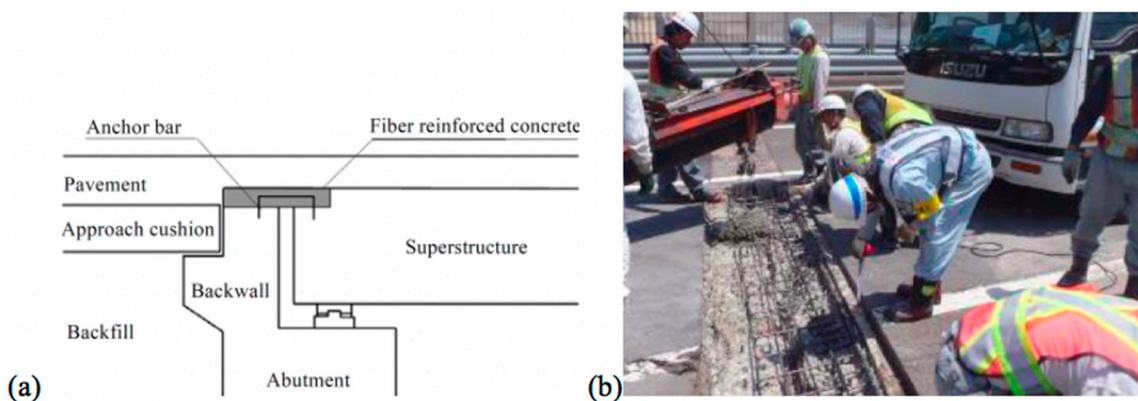 Anchor bar
Fiber reinforced concrete
Pavement
Approach cushion
Superstructure
Backwall
Backfill
Abutment
(a)
(b)
ISUZU